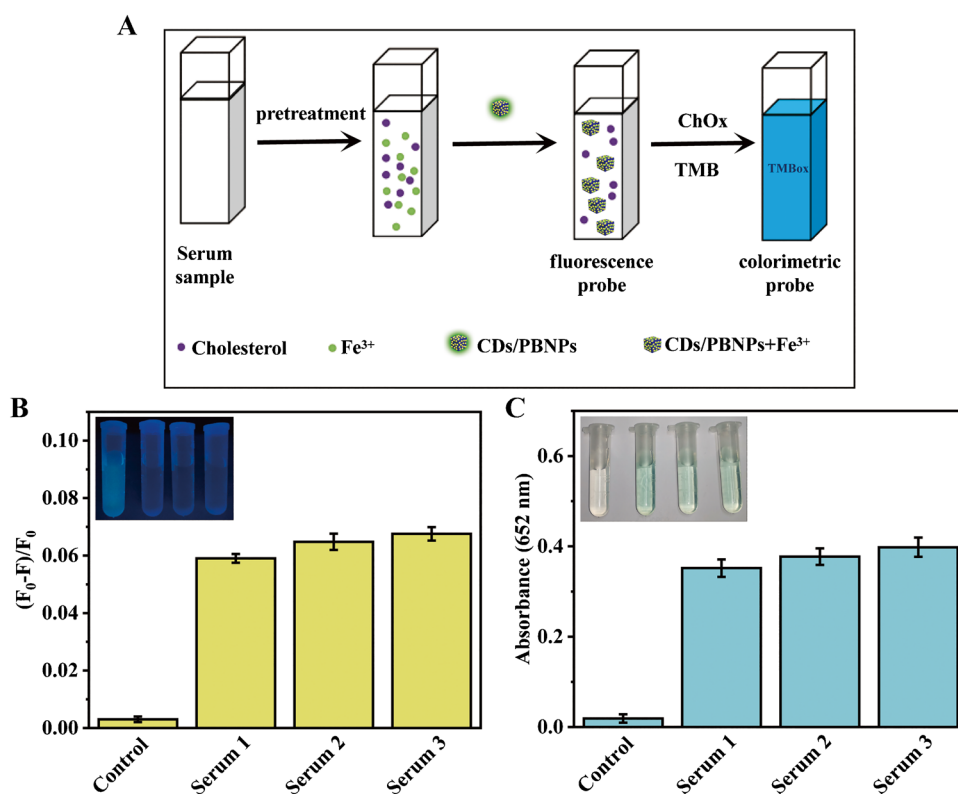 A
pretreatment
ChOx
TMB
TMBox
Serum
sample
fluorescence
probe
colorimetric
probe
Cholesterol
Fe³⁺
CDs/PBNPs
CDs/PBNPs+Fe³⁺
B
(F₀-F)/F₀
0.10
0.08
0.06
0.04
0.02
0.00
Control
Serum 1
Serum 2
Serum 3
C
Absorbance (652 nm)
0.6
0.4
0.2
0.0
Control
Serum 1
Serum 2
Serum 3